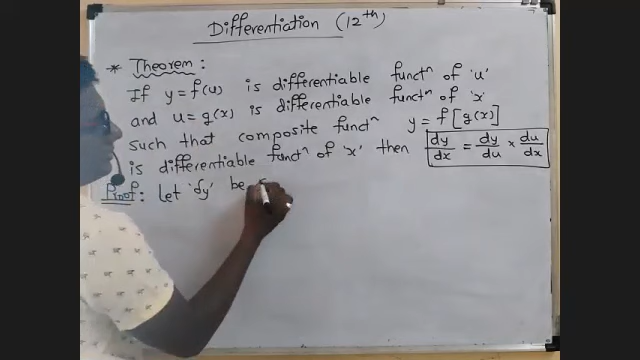 Differentiation (12th)
* Theorem:
If y = f(u) is differentiable functn of 'u'
and u = g(x) is differentiable functn of 'x'
such that composite functn y = f[g(x)]
is differentiable functn of 'x' then dy/dx = dy/du × du/dx
Proof: Let 'δy' be